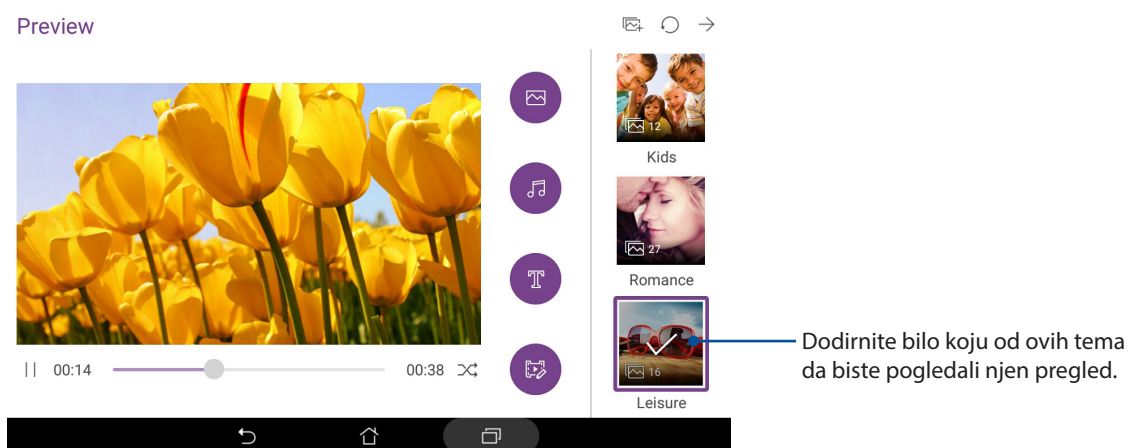 Preview
12
Kids
27
Romance
16
Leisure
00:14
00:38
Dodirnite bilo koju od ovih tema
da biste pogledali njen pregled.